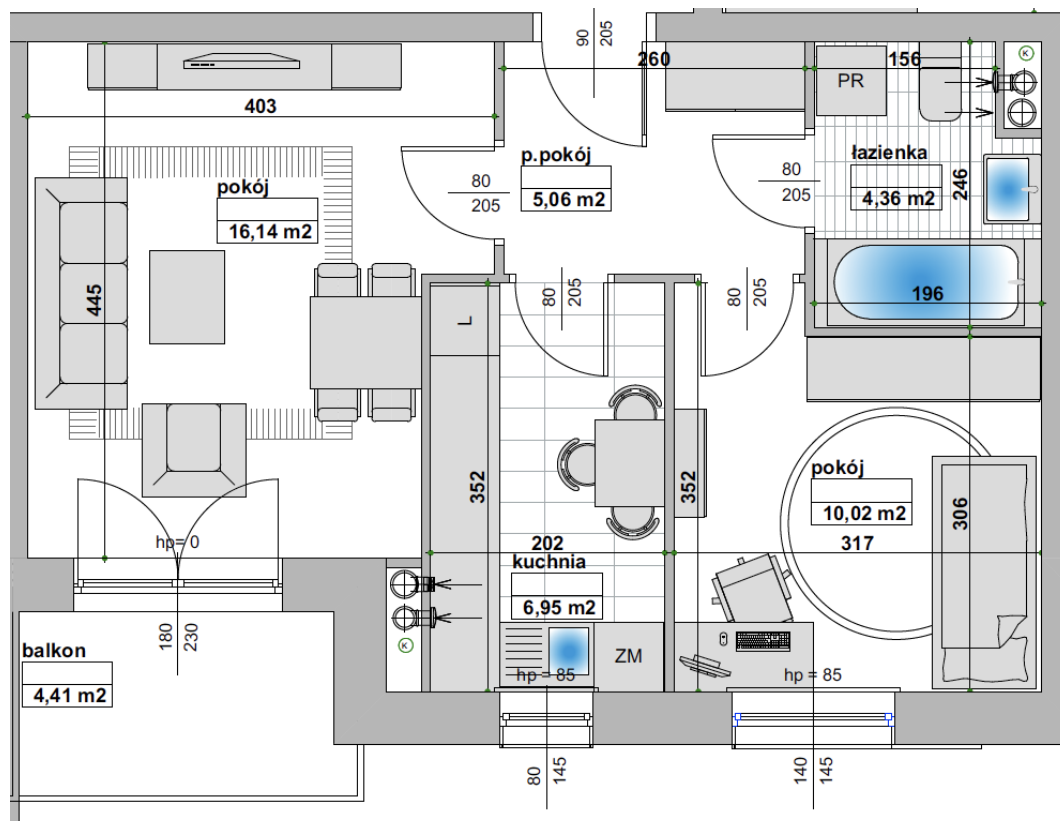 90
205
K
260
156
PR
403
p.pokój
5,06 m2
80
205
80
205
łazienka
4,36 m2
246
pokój
16,14 m2
445
80
205
80
205
196
L
352
352
pokój
10,02 m2
306
317
hp= 0
202
kuchnia
6,95 m2
180
230
K
ZM
hp = 85
hp = 85
balkon
4,41 m2
80
145
140
145